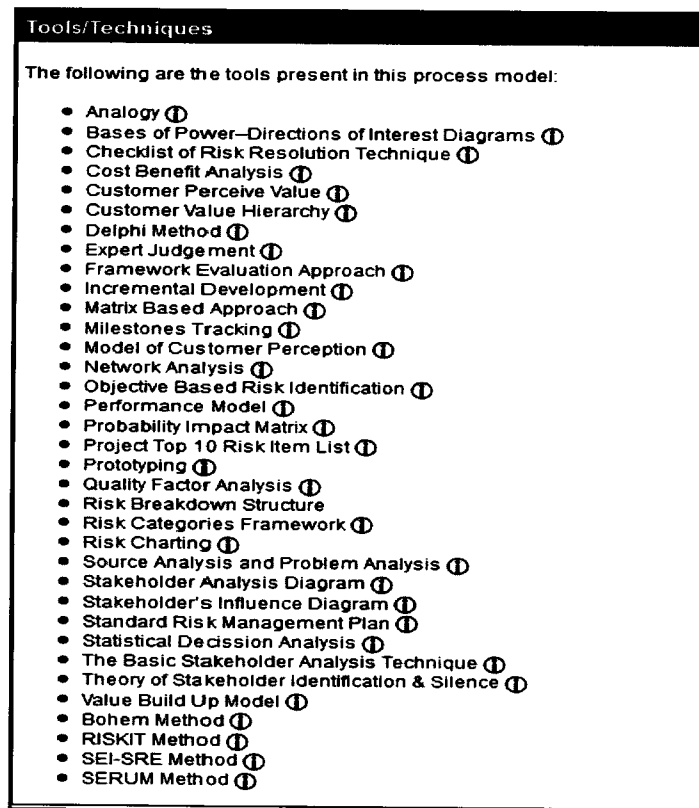 Tools/Techniques
The following are the tools present in this process model:
• Analogy ⓘ
• Bases of Power–Directions of Interest Diagrams ⓘ
• Checklist of Risk Resolution Technique ⓘ
• Cost Benefit Analysis ⓘ
• Customer Perceive Value ⓘ
• Customer Value Hierarchy ⓘ
• Delphi Method ⓘ
• Expert Judgement ⓘ
• Framework Evaluation Approach ⓘ
• Incremental Development ⓘ
• Matrix Based Approach ⓘ
• Milestones Tracking ⓘ
• Model of Customer Perception ⓘ
• Network Analysis ⓘ
• Objective Based Risk Identification ⓘ
• Performance Model ⓘ
• Probability Impact Matrix ⓘ
• Project Top 10 Risk Item List ⓘ
• Prototyping ⓘ
• Quality Factor Analysis ⓘ
• Risk Breakdown Structure
• Risk Categories Framework ⓘ
• Risk Charting ⓘ
• Source Analysis and Problem Analysis ⓘ
• Stakeholder Analysis Diagram ⓘ
• Stakeholder's Influence Diagram ⓘ
• Standard Risk Management Plan ⓘ
• Statistical Decission Analysis ⓘ
• The Basic Stakeholder Analysis Technique ⓘ
• Theory of Stakeholder Identification & Silence ⓘ
• Value Build Up Model ⓘ
• Bohem Method ⓘ
• RISKIT Method ⓘ
• SEI-SRE Method ⓘ
• SERUM Method ⓘ